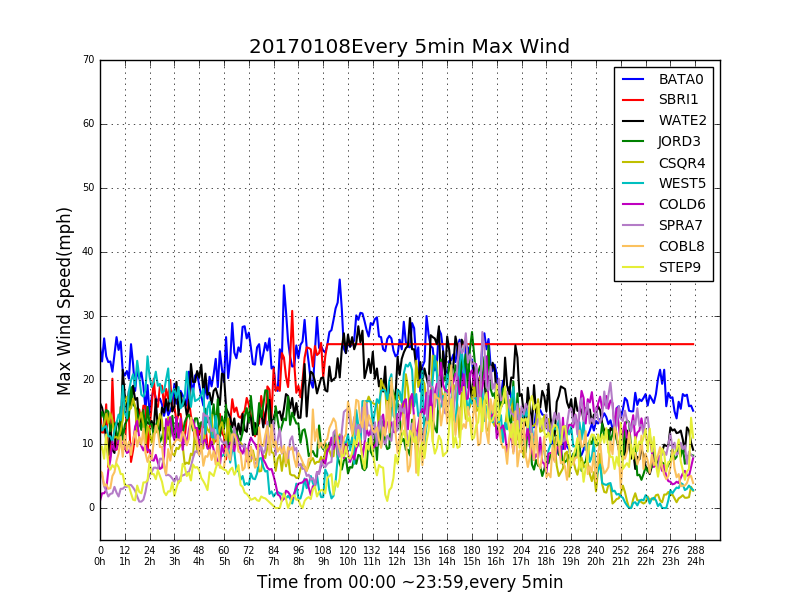 20170108Every 5min Max Wind
70
60
50
40
30
20
10
0
Max Wind Speed(mph)
BATA0
SBRI1
WATE2
JORD3
CSQR4
WEST5
COLD6
SPRA7
COBL8
STEP9
0 12 24 36 48 60 72 84 96 108 120 132 144 156 168 180 192 204 216 228 240 252 264 276 288
0h 1h 2h 3h 4h 5h 6h 7h 8h 9h 10h 11h 12h 13h 14h 15h 16h 17h 18h 19h 20h 21h 22h 23h 24h
Time from 00:00 ~23:59,every 5min